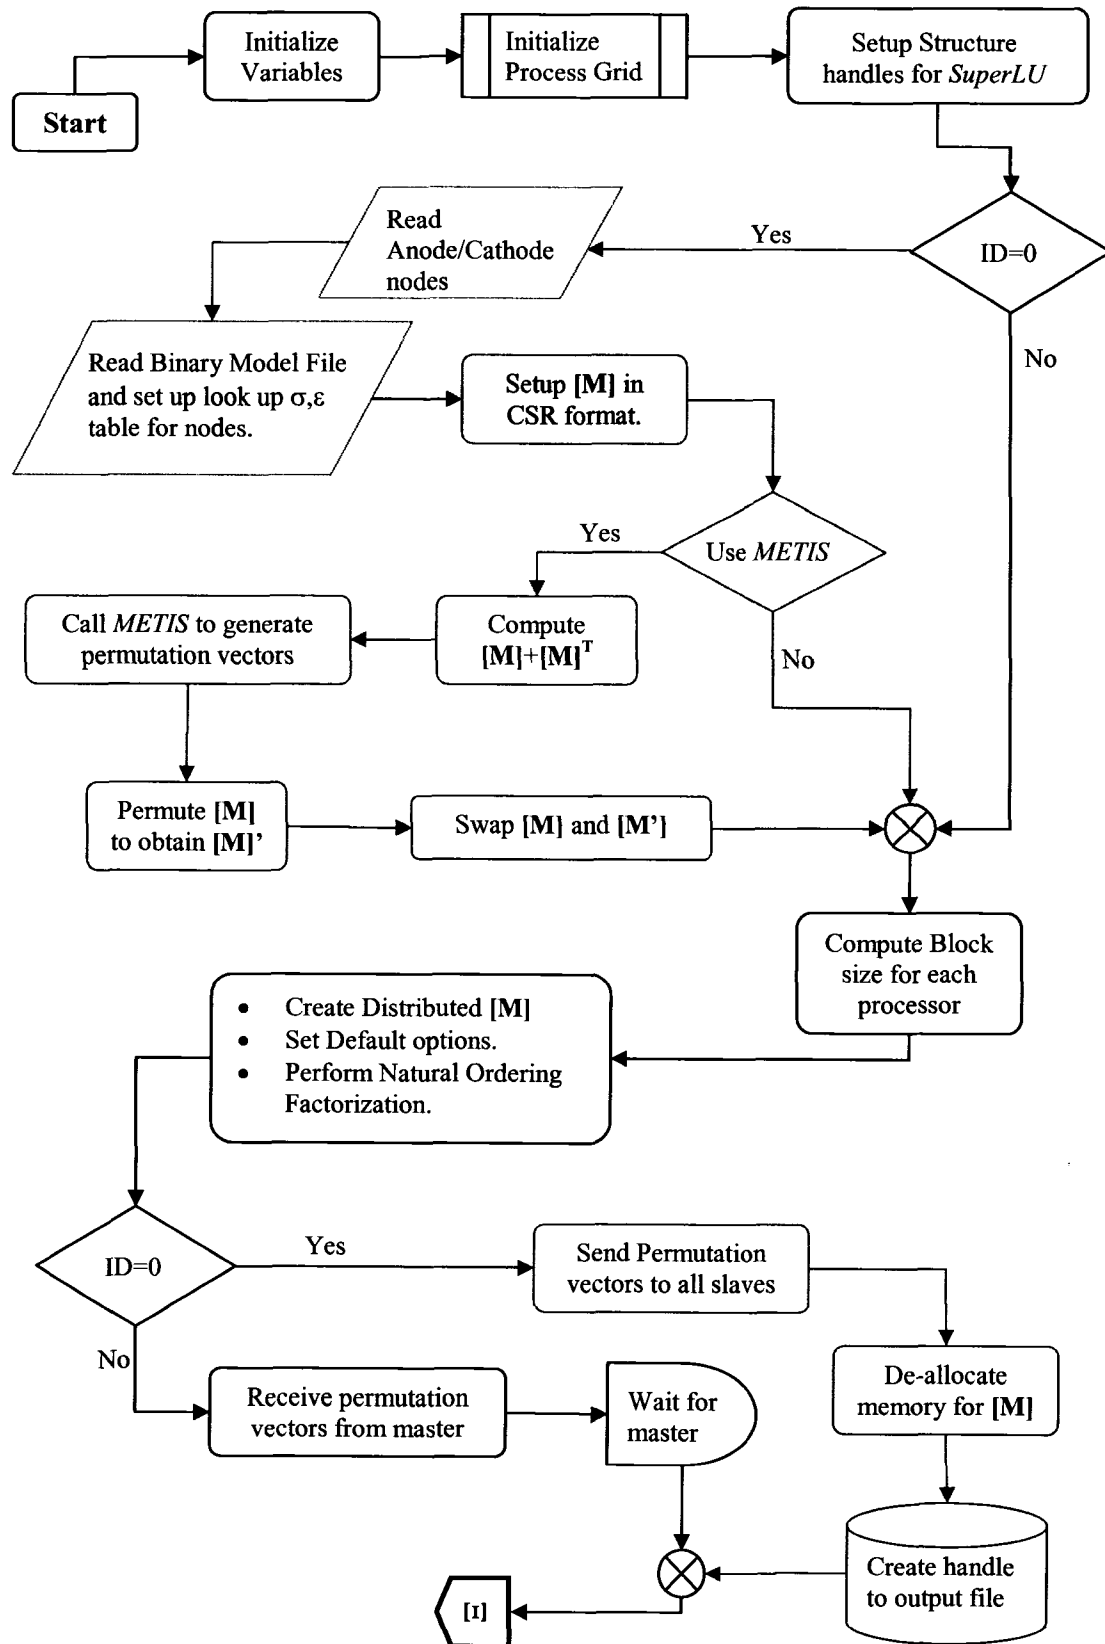 Start
Initialize
Variables
Initialize
Process Grid
Setup Structure
handles for SuperLU
ID=0
Yes
No
Read
Anode/Cathode
nodes
Read Binary Model File
and set up look up σ,ε
table for nodes.
Setup [M] in
CSR format.
Use METIS
Yes
No
Compute
[M]+[M]ᵀ
Call METIS to generate
permutation vectors
Permute [M]
to obtain [M]’
Swap [M] and [M’]
Compute Block
size for each
processor
• Create Distributed [M]
• Set Default options.
• Perform Natural Ordering
Factorization.
ID=0
Yes
No
Send Permutation
vectors to all slaves
De-allocate
memory for [M]
Receive permutation
vectors from master
Wait for
master
Create handle
to output file
[I]